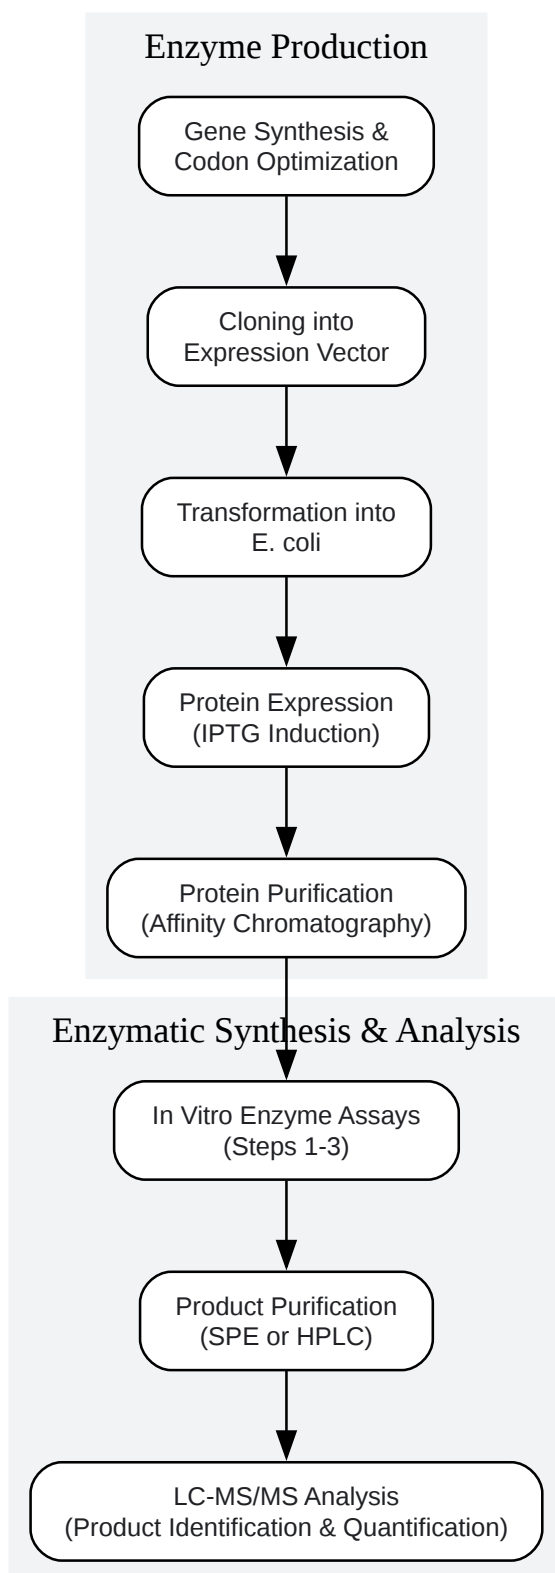 Enzyme Production
Gene Synthesis &
Codon Optimization
Cloning into
Expression Vector
Transformation into
E. coli
Protein Expression
(IPTG Induction)
Protein Purification
(Affinity Chromatography)
Enzymatic Synthesis & Analysis
In Vitro Enzyme Assays
(Steps 1-3)
Product Purification
(SPE or HPLC)
LC-MS/MS Analysis
(Product Identification & Quantification)